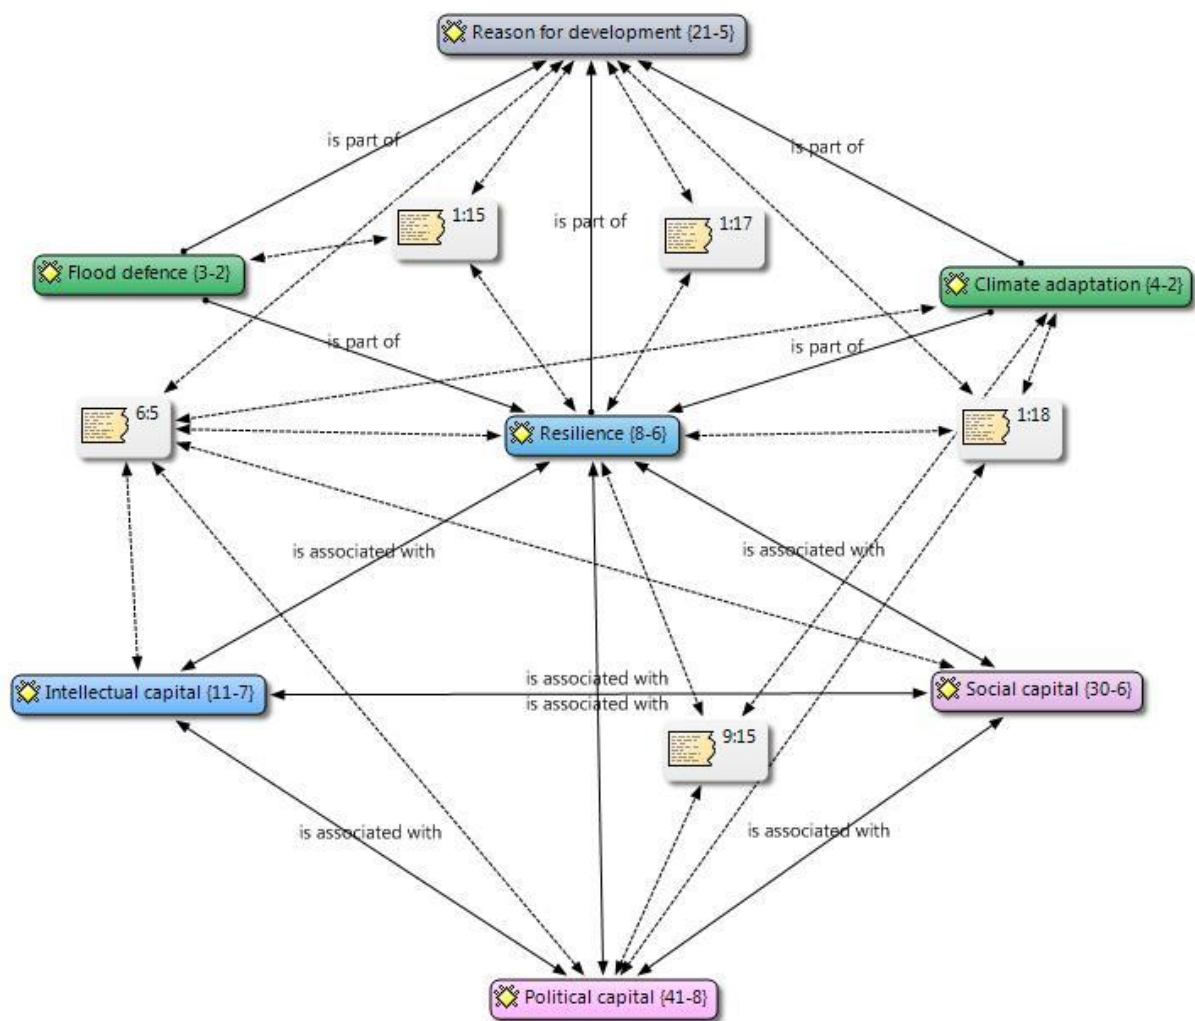 Reason for development {21-5}
is part of
is part of
1:15
1:17
is part of
Flood defence {3-2}
Climate adaptation {4-2}
is part of
is part of
6:5
Resilience {8-6}
1:18
is associated with
is associated with
is associated with
Intellectual capital {11-7}
Social capital {30-6}
is associated with
9:15
is associated with
is associated with
Political capital {41-8}